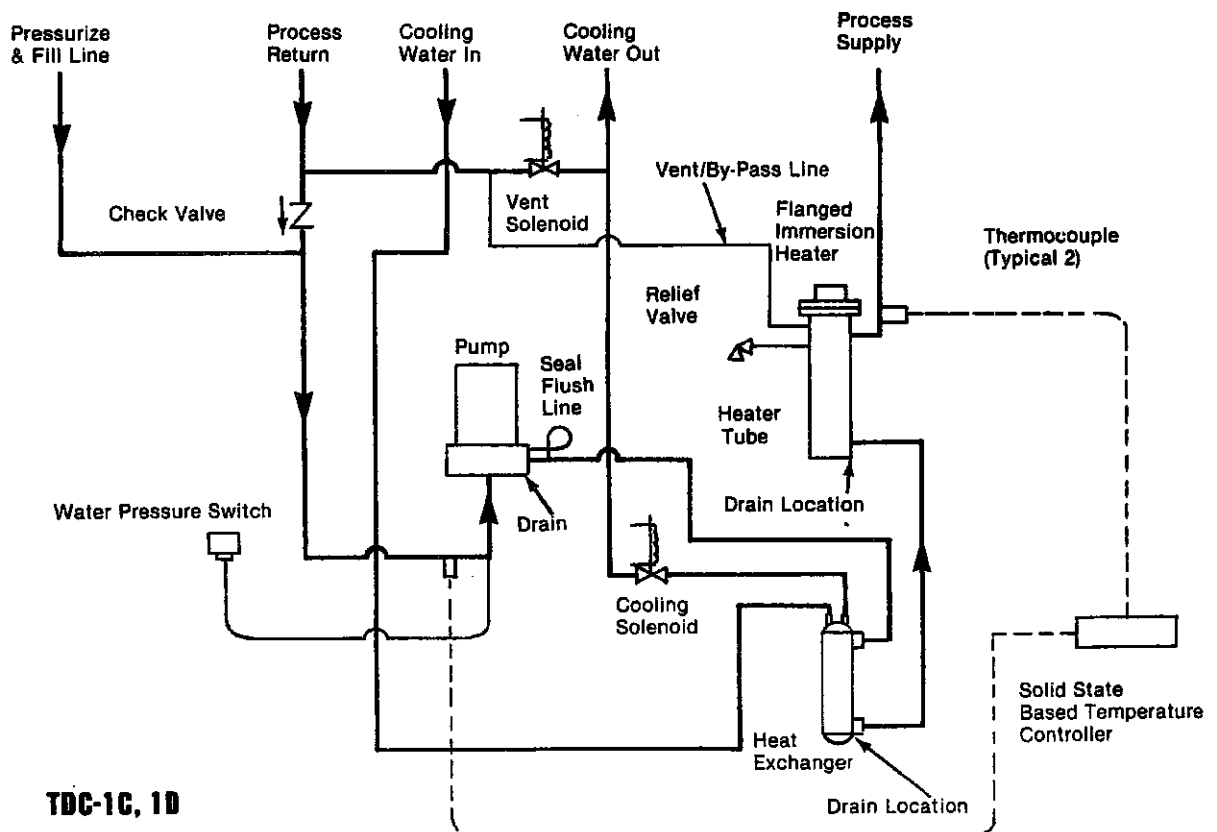 Pressurize
& Fill Line
Process
Return
Cooling
Water In
Cooling
Water Out
Process
Supply
Vent/By-Pass Line
Check Valve
Vent
Solenoid
Flanged
Immersion
Heater
Thermocouple
(Typical 2)
Relief
Valve
Pump
Seal
Flush
Line
Heater
Tube
Water Pressure Switch
Drain
Drain Location
Cooling
Solenoid
Solid State
Based Temperature
Controller
Heat
Exchanger
Drain Location
TDC-1C, 1D